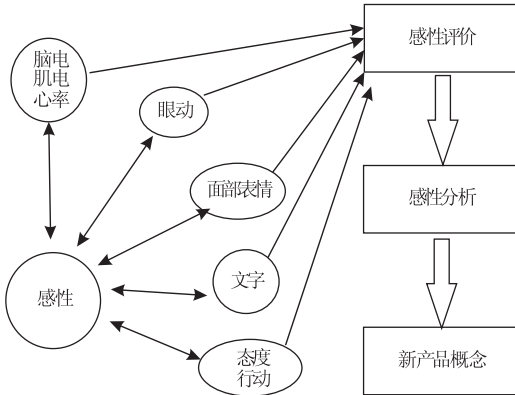 脑电
肌电
心率
眼动
面部表情
文字
态度
行动
感性
感性评价
感性分析
新产品概念